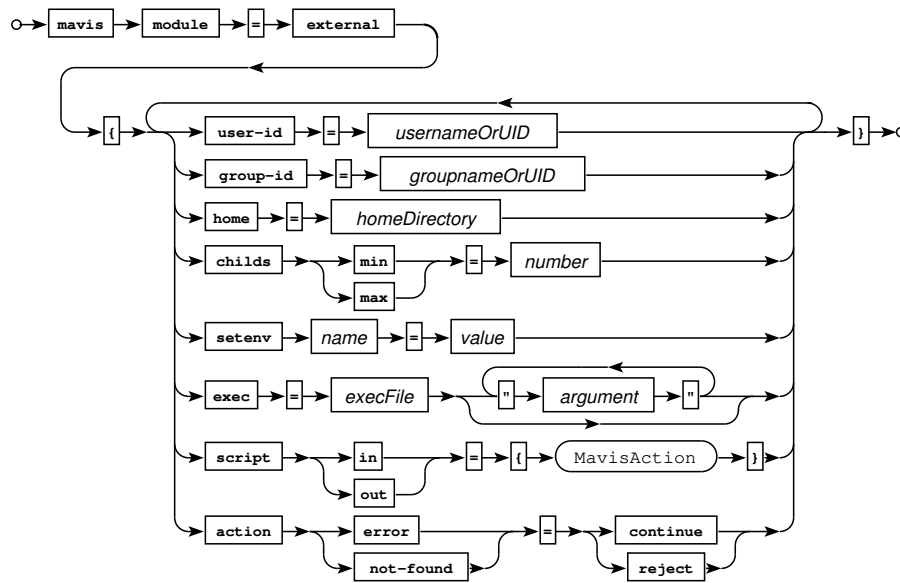 mavis module = external
{ user-id = usernameOrUID }
group-id = groupnameOrUID
home = homeDirectory
childs min = number
max
setenv name = value
exec = execFile " argument "
script in = { MavisAction }
out
action error = continue
not-found reject